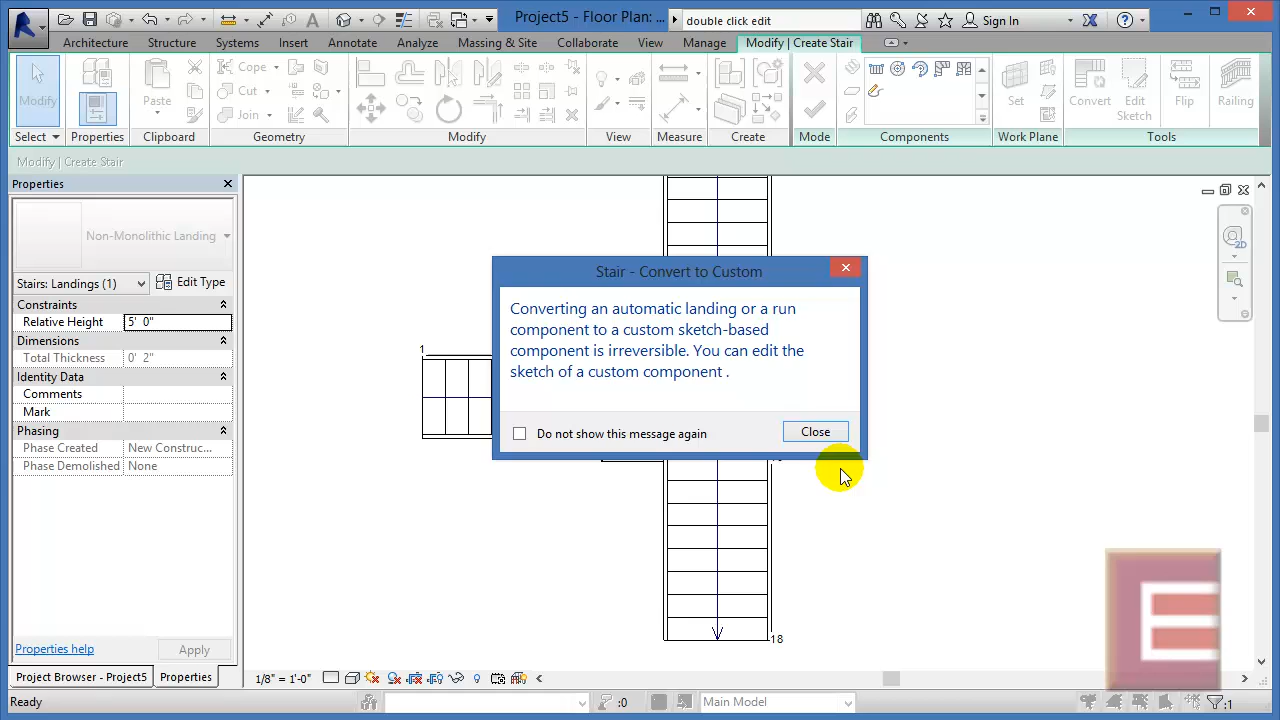 Project5 - Floor Plan: ...
double click edit
Sign In
Architecture
Structure
Systems
Insert
Annotate
Analyze
Massing & Site
Collaborate
View
Manage
Modify | Create Stair
Modify
Paste
Cope
Cut
Join
Set
Convert
Edit
Sketch
Flip
Railing
Select
Properties
Clipboard
Geometry
Modify
View
Measure
Create
Mode
Components
Work Plane
Tools
Modify | Create Stair
Properties
Non-Monolithic Landing
Stairs: Landings (1)
Edit Type
Constraints
Relative Height
5' 0"
Dimensions
Total Thickness
0' 2"
Identity Data
Comments
Mark
Phasing
Phase Created
New Construc...
Phase Demolished
None
Properties help
Apply
Project Browser - Project5
Properties
1
18
Stair - Convert to Custom
Converting an automatic landing or a run
component to a custom sketch-based
component is irreversible. You can edit the
sketch of a custom component .
Do not show this message again
Close
2D
E
1/8" = 1'-0"
Ready
:0
Main Model
:1